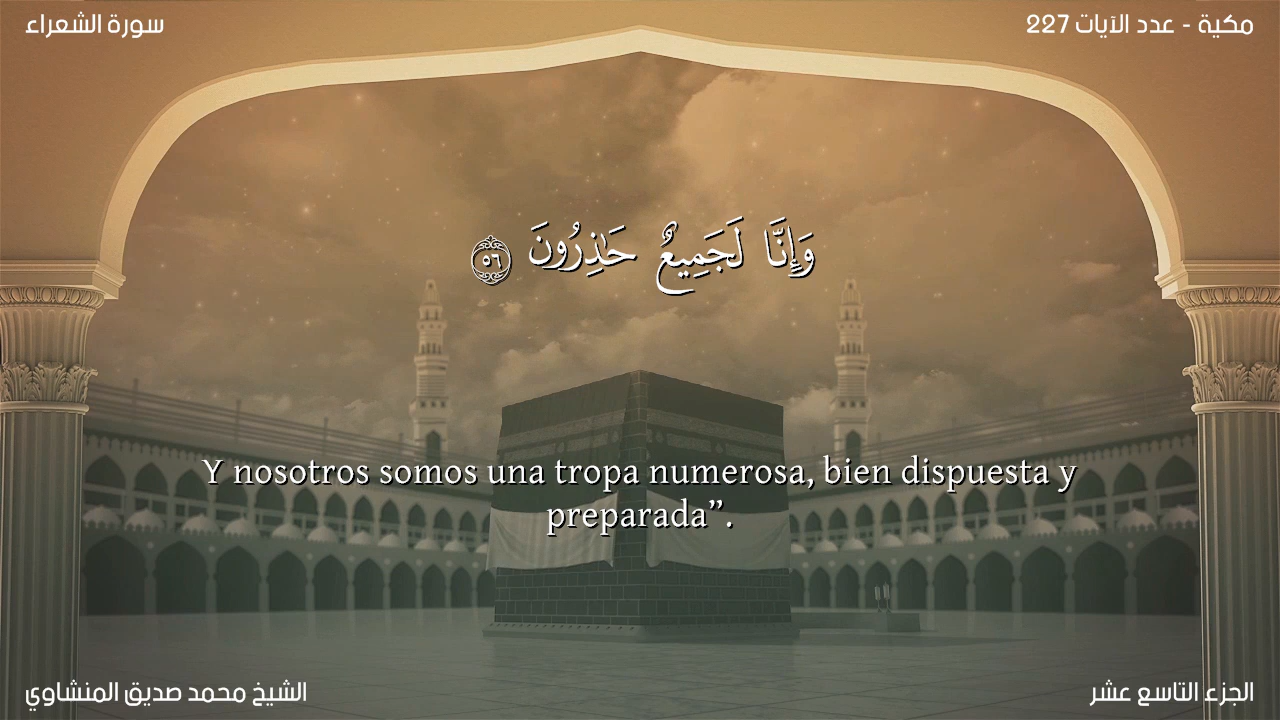 سورة الشعراء
مكية - عدد الآيات 227
وَإِنَّا لَجَمِيعٌ حَـٰذِرُونَ ٥٦
Y nosotros somos una tropa numerosa, bien dispuesta y
preparada”.
الشيخ محمد صديق المنشاوي
الجزء التاسع عشر